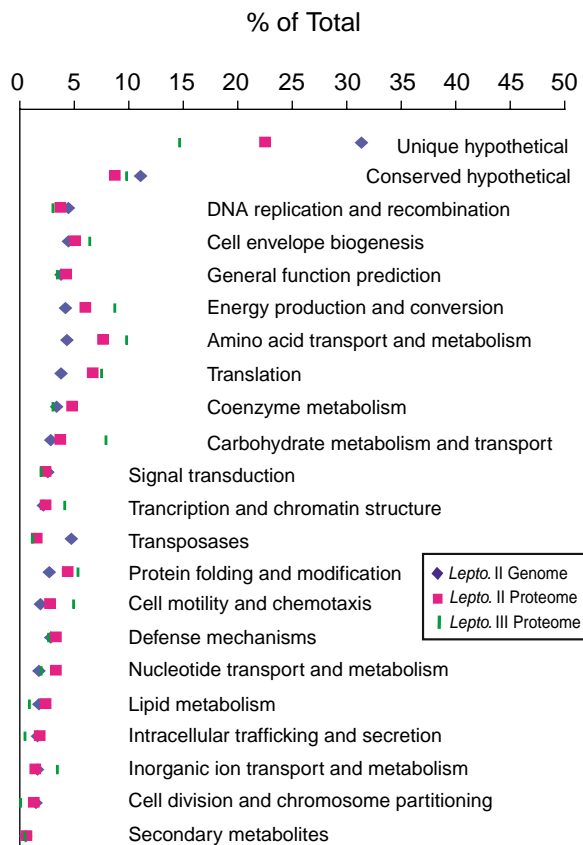 % of Total
0 5 10 15 20 25 30 35 40 45 50
Unique hypothetical
Conserved hypothetical
DNA replication and recombination
Cell envelope biogenesis
General function prediction
Energy production and conversion
Amino acid transport and metabolism
Translation
Coenzyme metabolism
Carbohydrate metabolism and transport
Signal transduction
Trancription and chromatin structure
Transposases
Protein folding and modification
Cell motility and chemotaxis
Defense mechanisms
Nucleotide transport and metabolism
Lipid metabolism
Intracellular trafficking and secretion
Inorganic ion transport and metabolism
Cell division and chromosome partitioning
Secondary metabolites
Lepto. II Genome
Lepto. II Proteome
Lepto. III Proteome